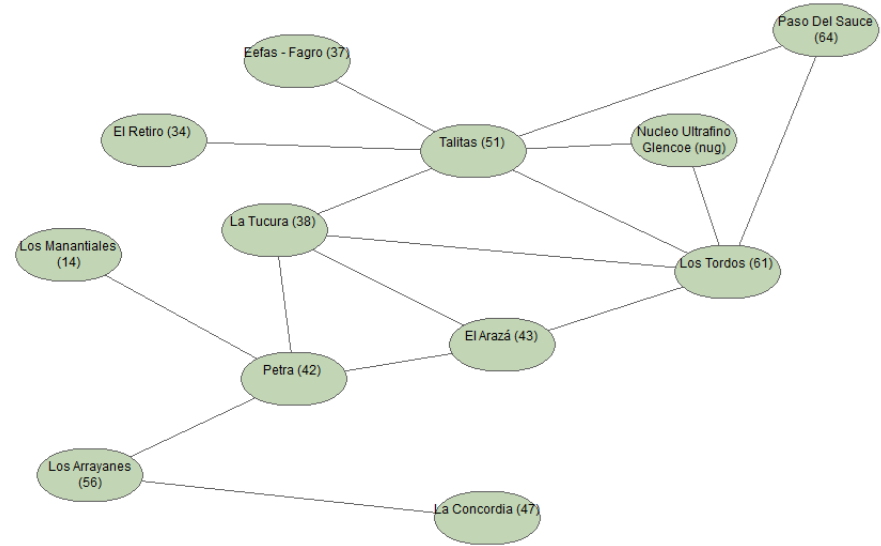 Paso Del Sauce
(64)
Eefas - Fagro (37)
El Retiro (34)
Talitas (51)
Nucleo Ultrafino
Glencoe (nug)
La Tucura (38)
Los Manantiales
(14)
Los Tordos (61)
El Arazá (43)
Petra (42)
Los Arrayanes
(56)
La Concordia (47)